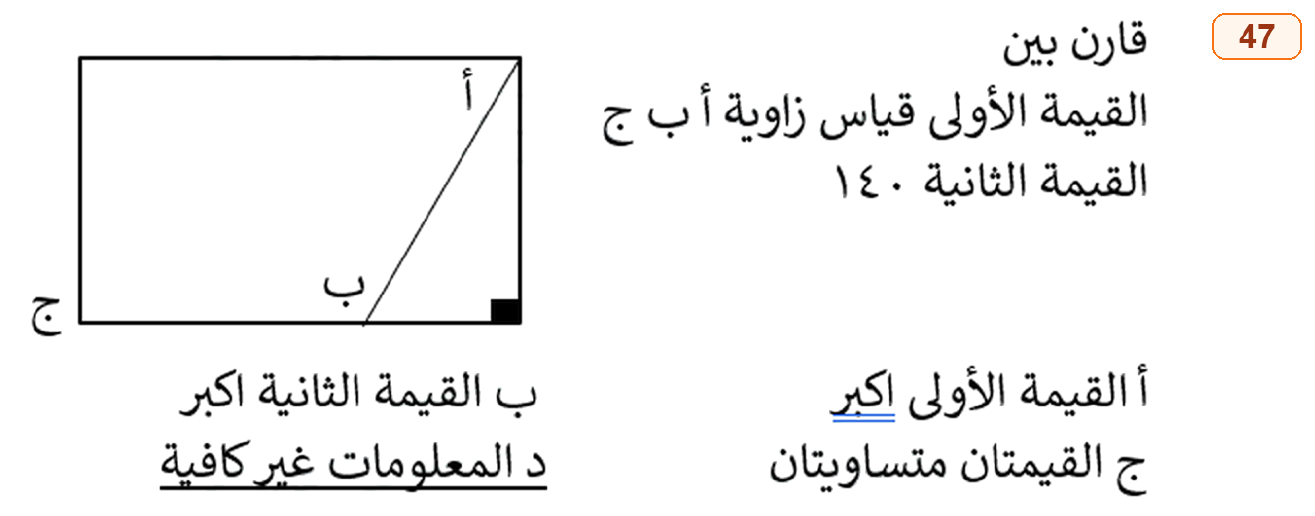 47
قارن بين
القيمة الأولى قياس زاوية أ ب ج
القيمة الثانية ١٤٠
أ
ب
ج
أ القيمة الأولى اكبر
ب القيمة الثانية اكبر
ج القيمتان متساويتان
د المعلومات غير كافية